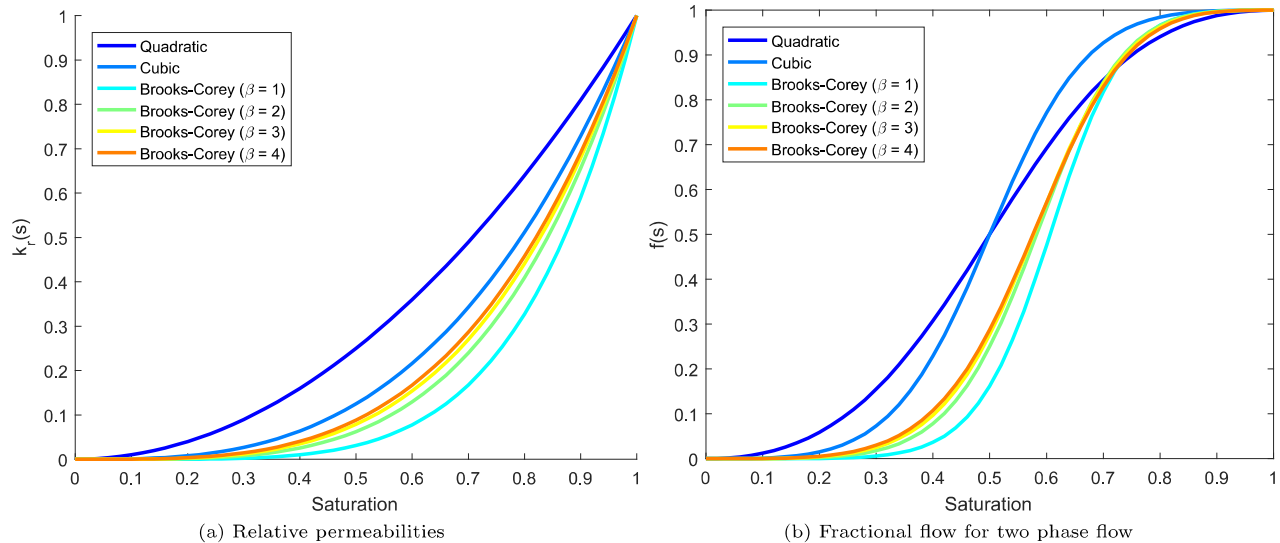 1
0.9
0.8
0.7
0.6
0.5
0.4
0.3
0.2
0.1
0
k_r(s)
Quadratic
Cubic
Brooks-Corey (β = 1)
Brooks-Corey (β = 2)
Brooks-Corey (β = 3)
Brooks-Corey (β = 4)
0 0.1 0.2 0.3 0.4 0.5 0.6 0.7 0.8 0.9 1
Saturation
(a) Relative permeabilities
1
0.9
0.8
0.7
0.6
0.5
0.4
0.3
0.2
0.1
0
f(s)
Quadratic
Cubic
Brooks-Corey (β = 1)
Brooks-Corey (β = 2)
Brooks-Corey (β = 3)
Brooks-Corey (β = 4)
0 0.1 0.2 0.3 0.4 0.5 0.6 0.7 0.8 0.9 1
Saturation
(b) Fractional flow for two phase flow